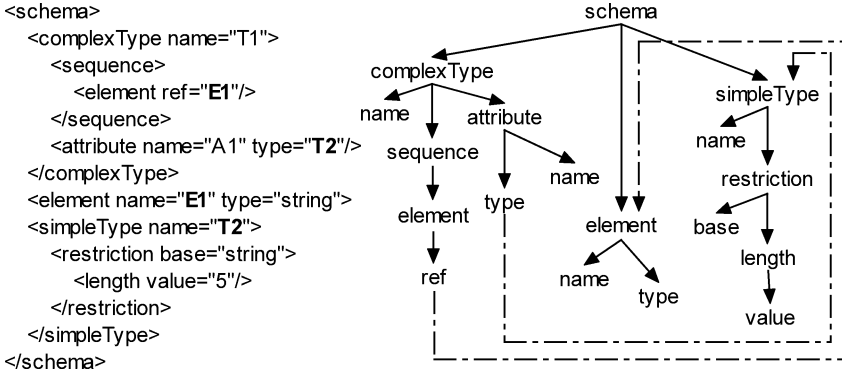 <schema>
<complexType name="T1">
<sequence>
<element ref="E1"/>
</sequence>
<attribute name="A1" type="T2"/>
</complexType>
<element name="E1" type="string">
<simpleType name="T2">
<restriction base="string">
<length value="5"/>
</restriction>
</simpleType>
</schema>
schema
complexType
simpleType
name
attribute
name
sequence
name
restriction
element
type
element
base
ref
name
type
length
value